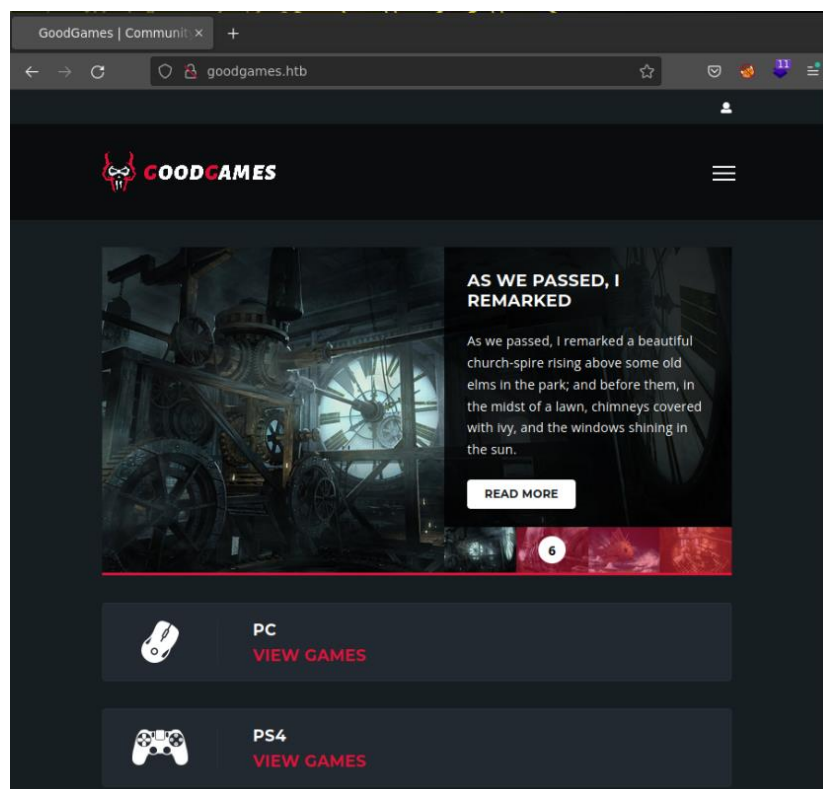 GoodGames | Communit
goodgames.htb
11
GOODGAMES
AS WE PASSED, I
REMARKED
As we passed, I remarked a beautiful
church-spire rising above some old
elms in the park; and before them, in
the midst of a lawn, chimneys covered
with ivy, and the windows shining in
the sun.
READ MORE
6
PC
VIEW GAMES
PS4
VIEW GAMES